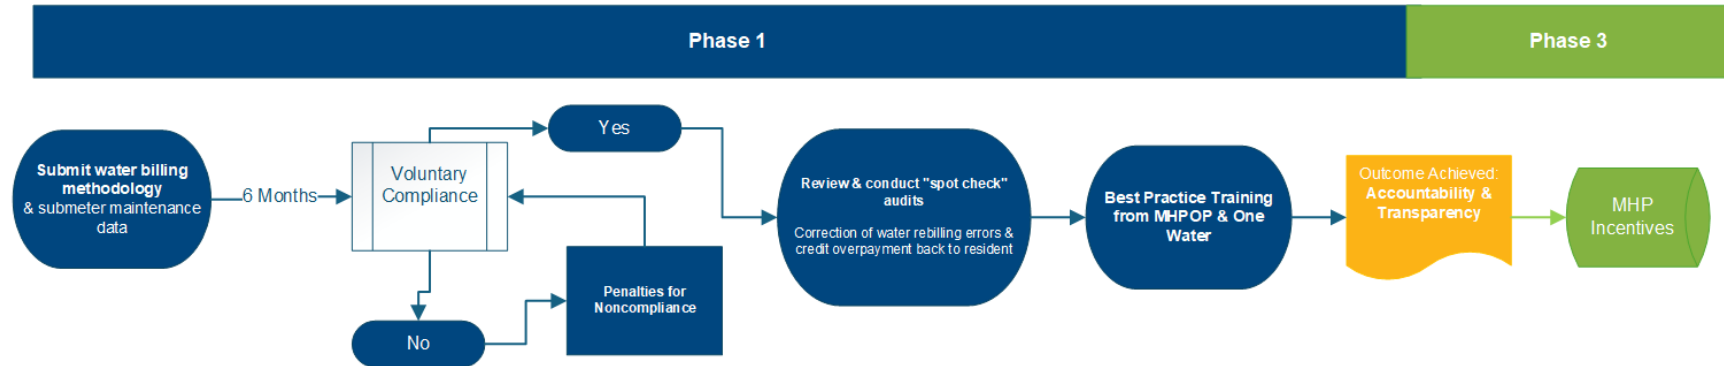 Phase 1
Phase 3
Submit water billing
methodology
& submeter maintenance
data
6 Months
Voluntary
Compliance
Yes
No
Penalties for
Noncompliance
Review & conduct "spot check"
audits
Correction of water rebilling errors &
credit overpayment back to resident
Best Practice Training
from MHPOP & One
Water
Outcome Achieved:
Accountability &
Transparency
MHP
Incentives